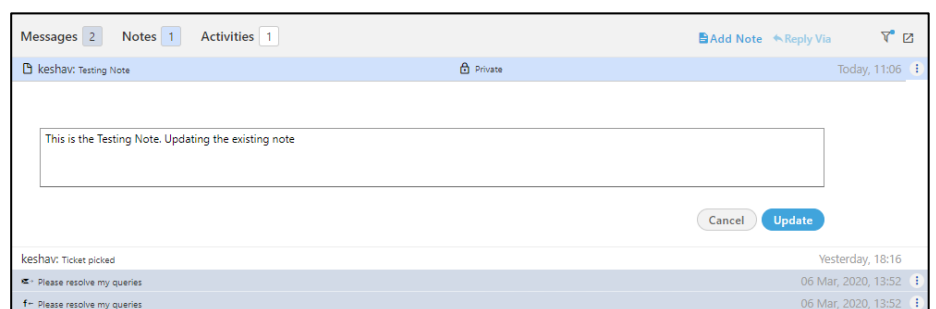 Messages 2 Notes 1 Activities 1 Add Note Reply Via
keshav: Testing Note Private Today, 11:06
This is the Testing Note. Updating the existing note
Cancel Update
keshav: Ticket picked Yesterday, 18:16
Please resolve my queries 06 Mar, 2020, 13:52
Please resolve my queries 06 Mar, 2020, 13:52